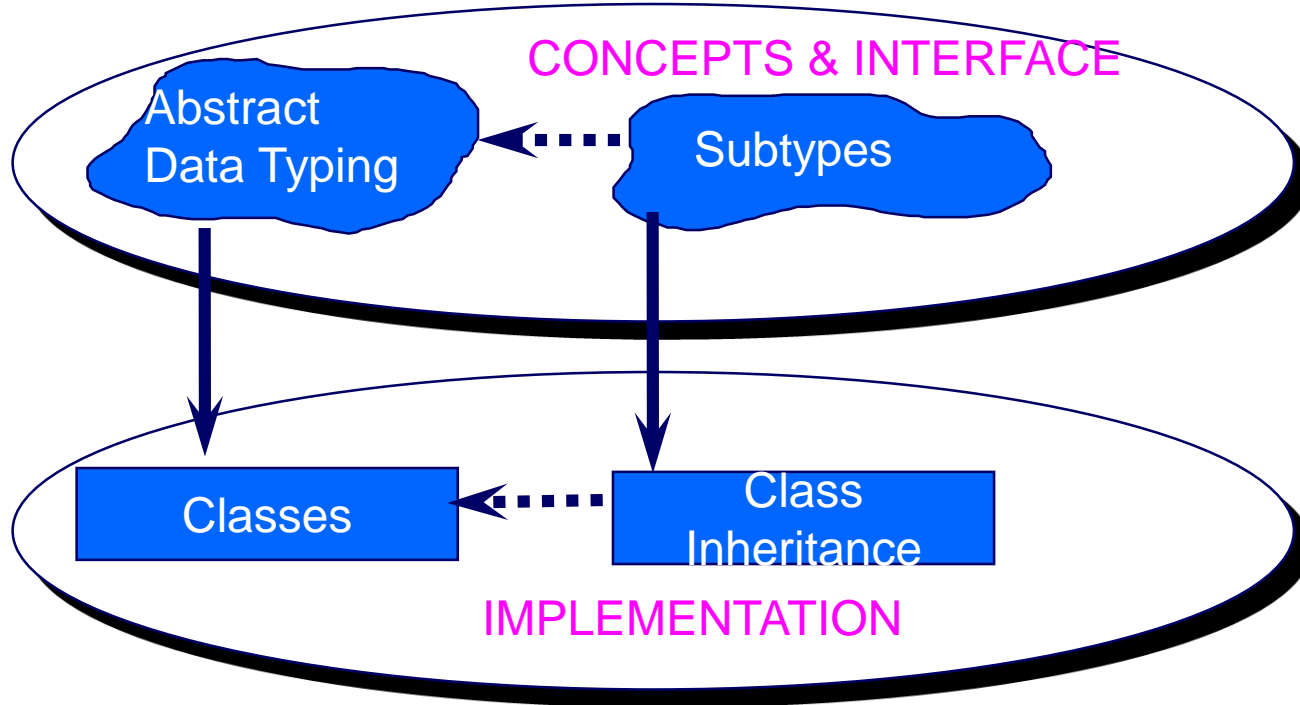 CONCEPTS & INTERFACE
Abstract
Data Typing
Subtypes
Classes
Class
Inheritance
IMPLEMENTATION